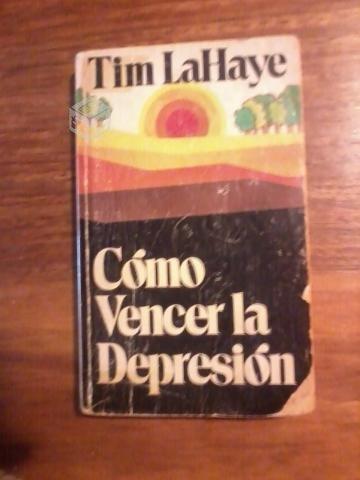 Tim LaHaye
Cómo
Vencer la
Depresión